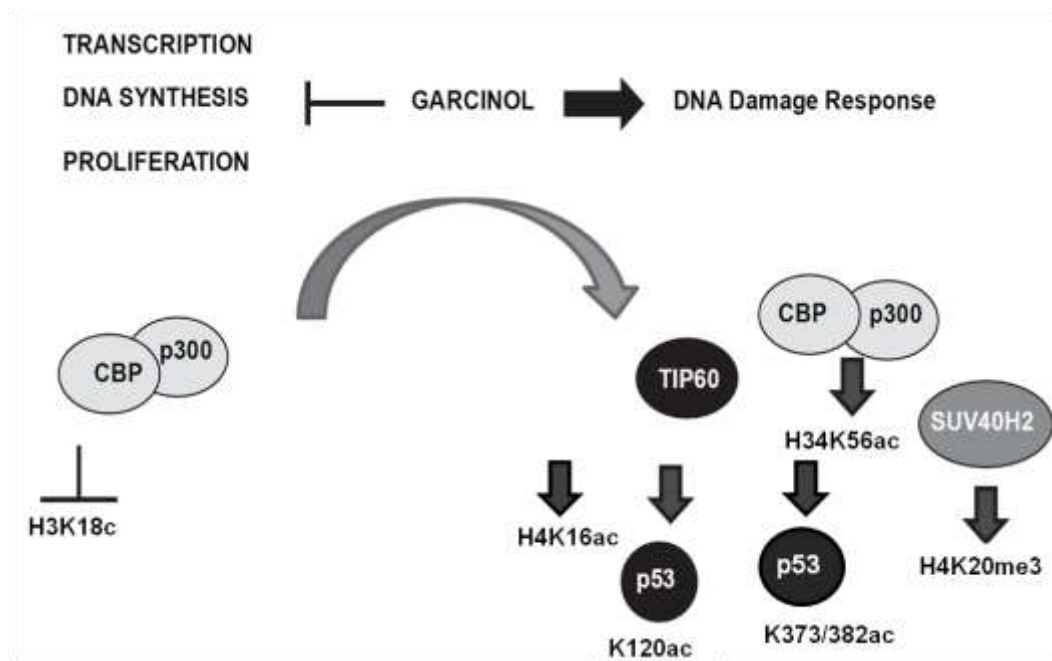 TRANSCRIPTION
DNA SYNTHESIS
GARCINOL
DNA Damage Response
PROLIFERATION
CBP
p300
CBP
p300
TIP60
SUV40H2
H34K56ac
H3K18c
H4K16ac
p53
p53
H4K20me3
K120ac
K373/382ac